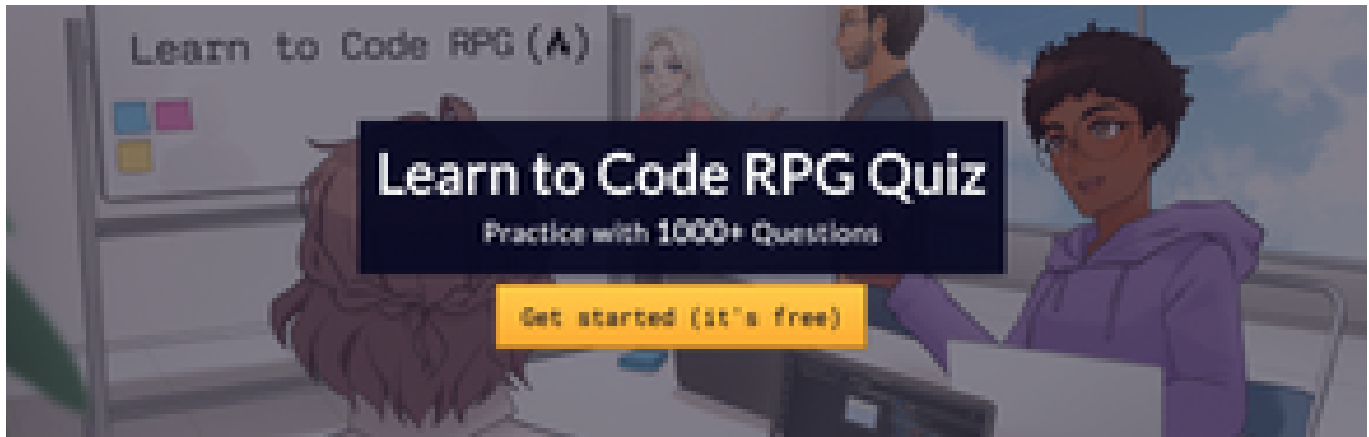 Learn to Code RPG (A)
Learn to Code RPG Quiz
Practice with 1000+ Questions
Get started (it's free)